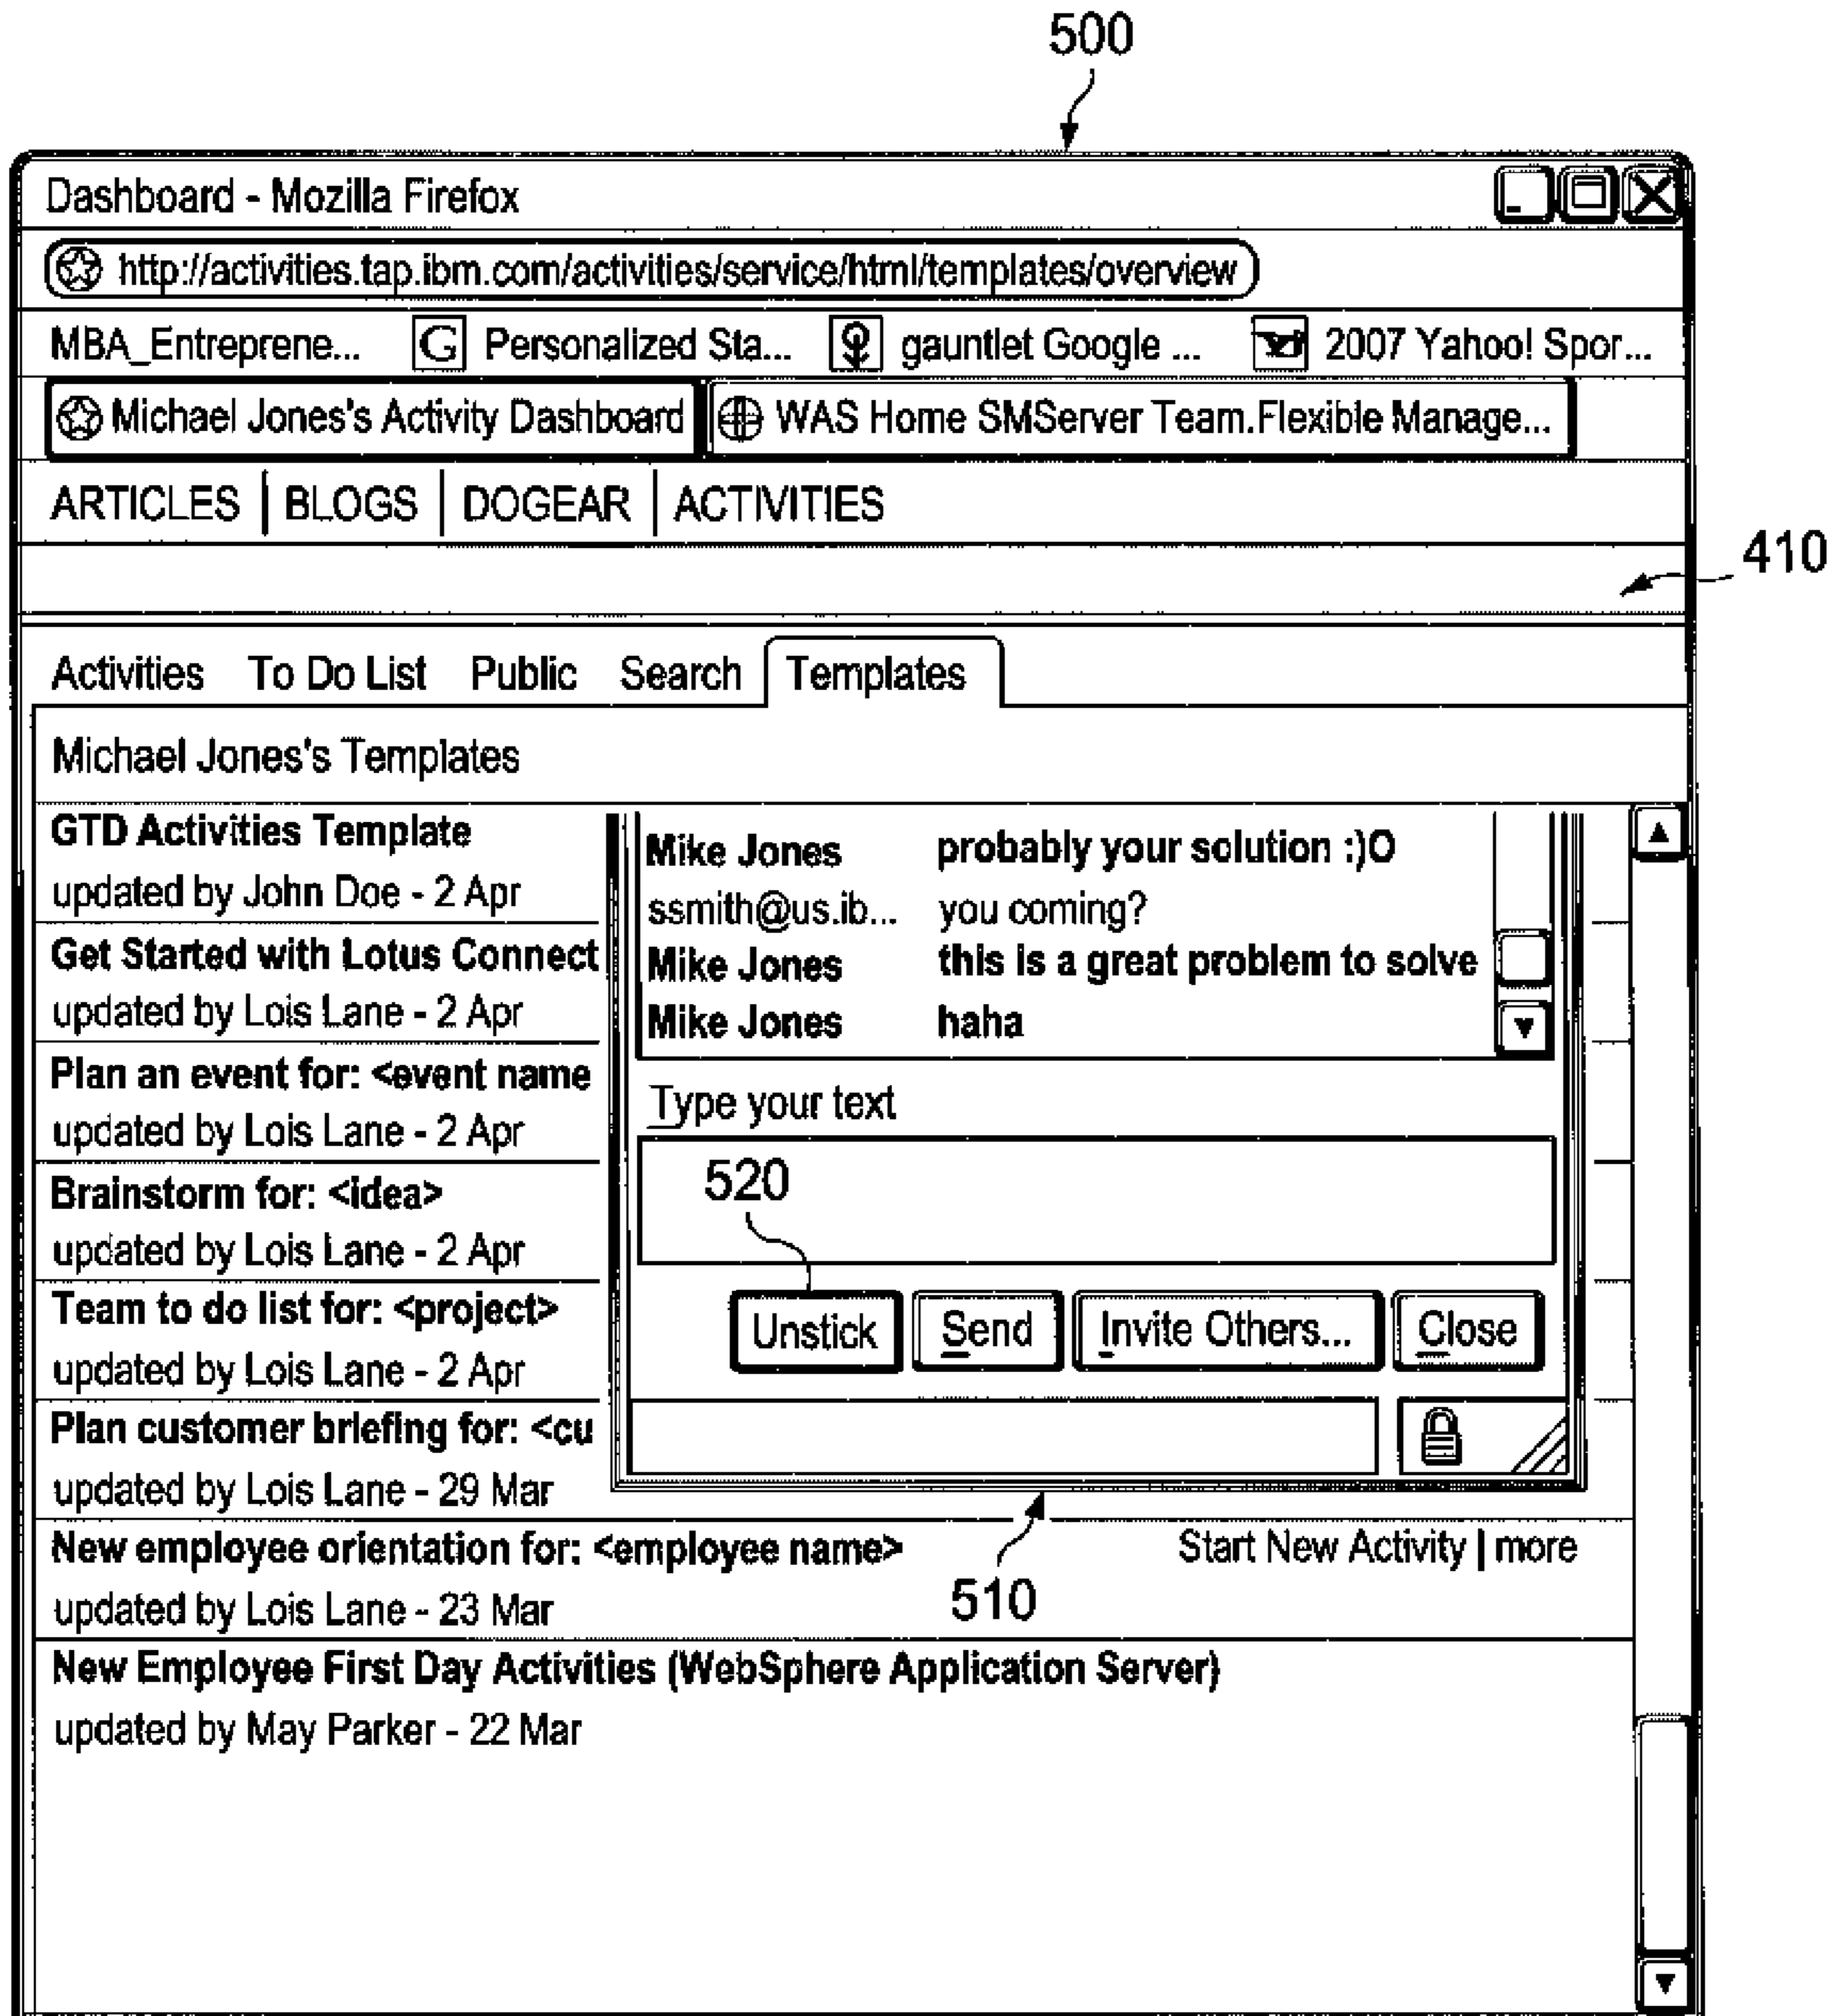 500
Dashboard - Mozilla Firefox
http://activities.tap.ibm.com/activities/service/html/templates/overview
MBA_Entreprene... G Personalized Sta... gauntlet Google ... 2007 Yahoo! Spor...
Michael Jones's Activity Dashboard WAS Home SMServer Team.Flexible Manage...
ARTICLES | BLOGS | DOGEAR | ACTIVITIES
410
Activities To Do List Public Search Templates
Michael Jones's Templates
GTD Activities Template
updated by John Doe - 2 Apr
Get Started with Lotus Connect
updated by Lois Lane - 2 Apr
Plan an event for: <event name
updated by Lois Lane - 2 Apr
Brainstorm for: <idea>
updated by Lois Lane - 2 Apr
Team to do list for: <project>
updated by Lois Lane - 2 Apr
Plan customer briefing for: <cu
updated by Lois Lane - 29 Mar
Mike Jones probably your solution :)O
ssmith@us.ib... you coming?
Mike Jones this is a great problem to solve
Mike Jones haha
Type your text
520
Unstick Send Invite Others... Close
New employee orientation for: <employee name> Start New Activity | more
updated by Lois Lane - 23 Mar
510
New Employee First Day Activities (WebSphere Application Server)
updated by May Parker - 22 Mar